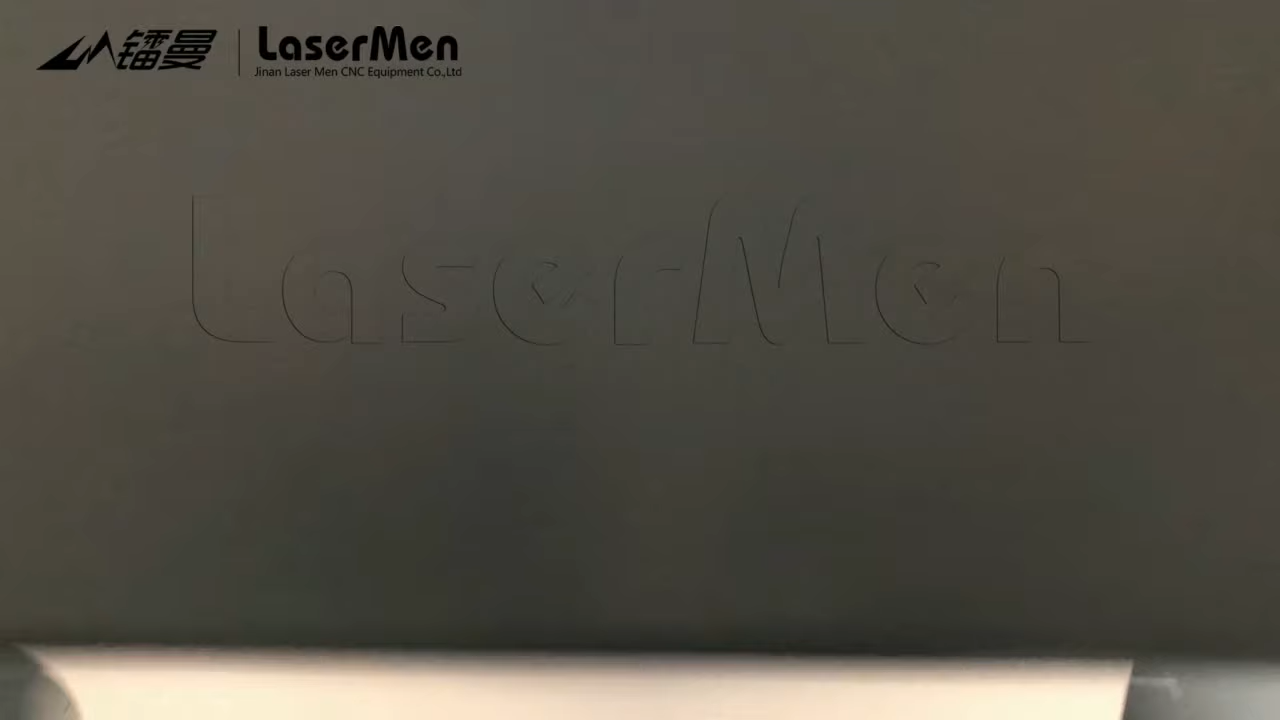 镭曼
LaserMen
Jinan Laser Men CNC Equipment Co.,Ltd
LaserMen